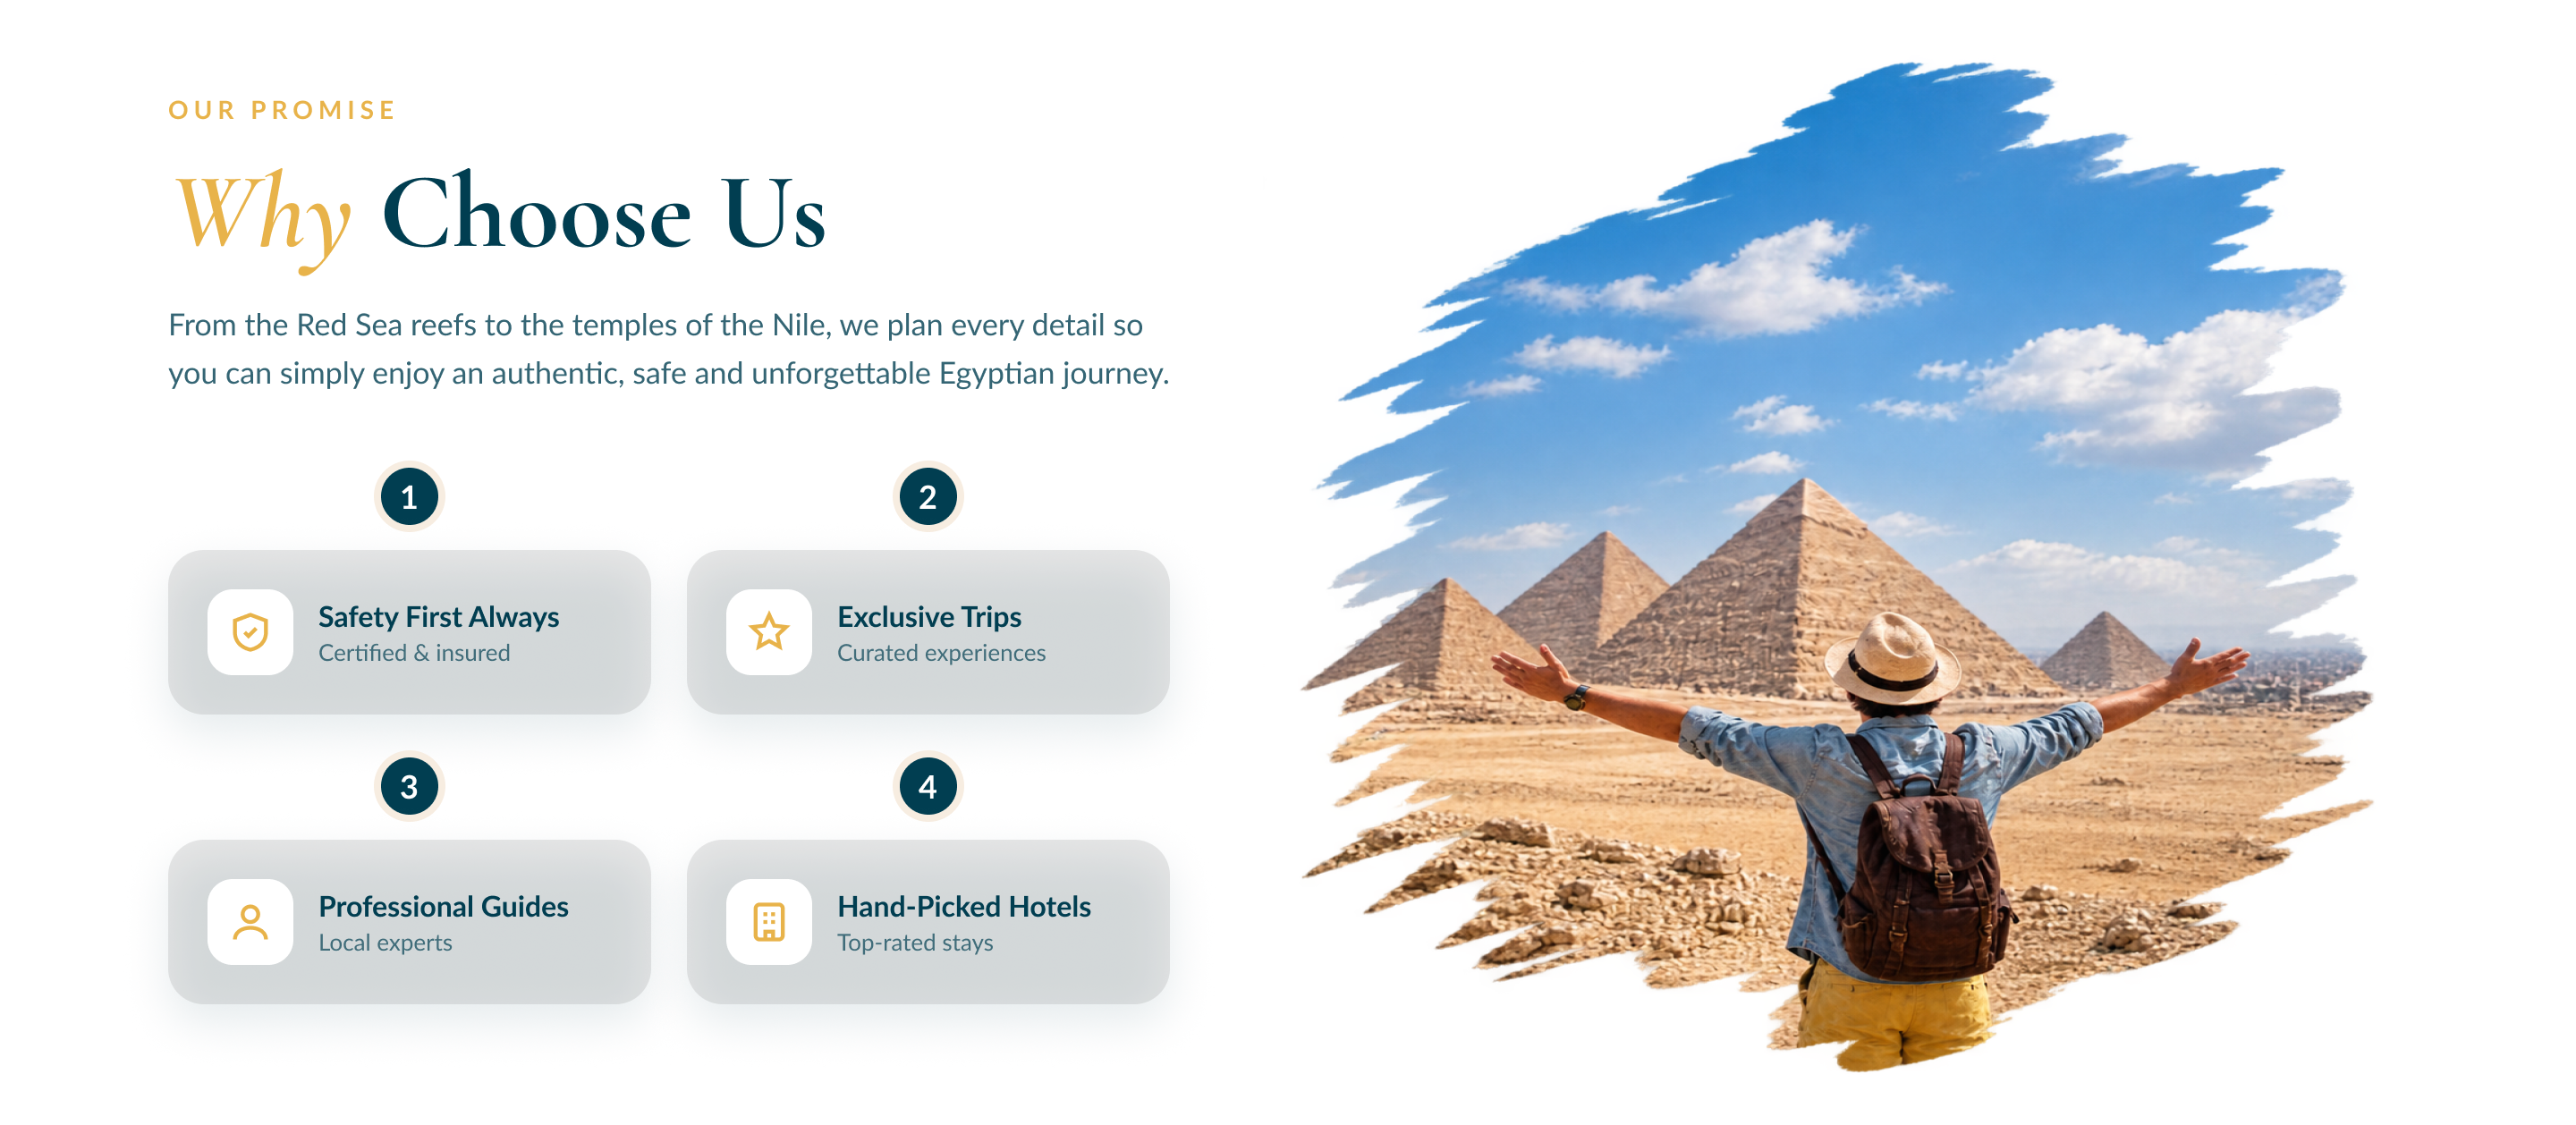 OUR PROMISE
Why Choose Us
From the Red Sea reefs to the temples of the Nile, we plan every detail so
you can simply enjoy an authentic, safe and unforgettable Egyptian journey.
1
Safety First Always
Certified & insured
2
Exclusive Trips
Curated experiences
3
Professional Guides
Local experts
4
Hand-Picked Hotels
Top-rated stays